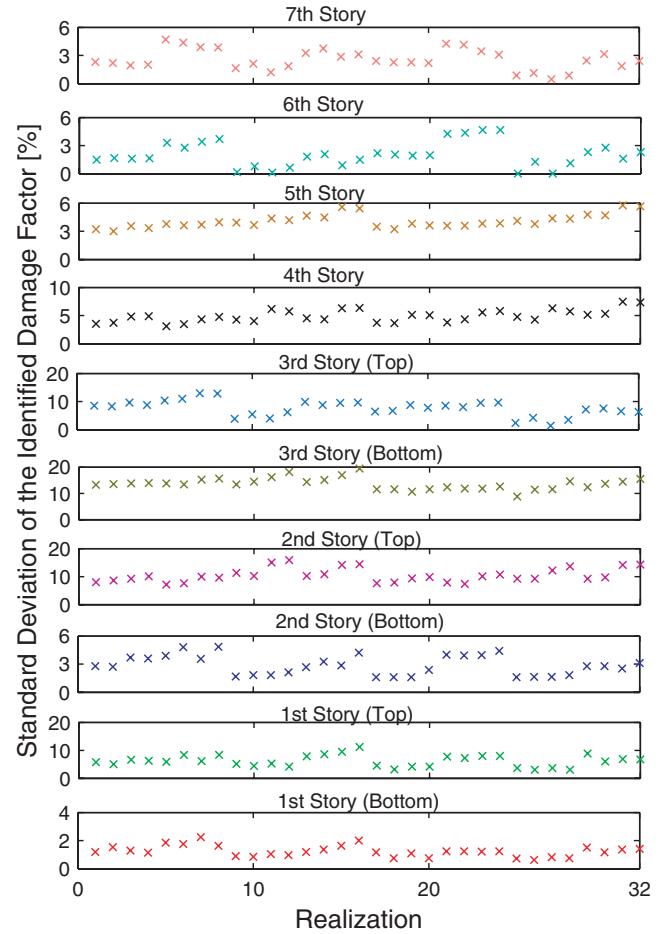 Standard Deviation of the Identified Damage Factor [%]
7th Story
6
3
0
6th Story
6
3
0
5th Story
6
3
0
4th Story
10
5
0
3rd Story (Top)
20
10
0
3rd Story (Bottom)
20
10
0
2nd Story (Top)
20
10
0
2nd Story (Bottom)
6
3
0
1st Story (Top)
20
10
0
1st Story (Bottom)
4
2
0
0 10 20 32
Realization